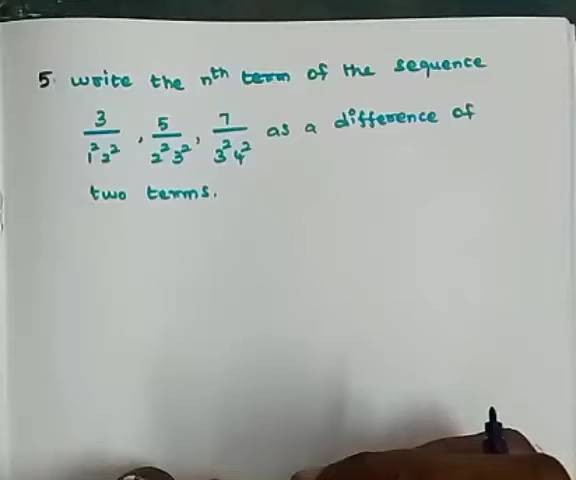 5. write the nth term of the sequence
3/1²2², 5/2²3², 7/3²4² as a difference of
two terms.